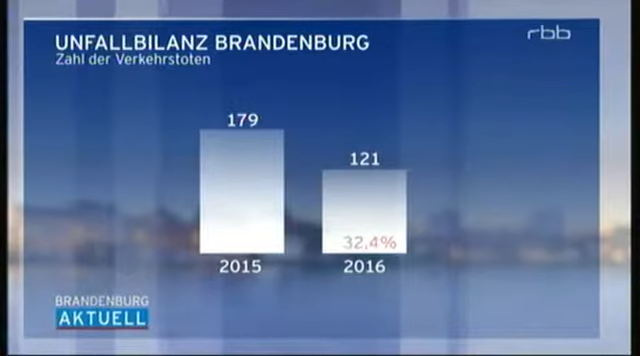 UNFALLBILANZ BRANDENBURG
rbb
Zahl der Verkehrstoten
179
121
32,4%
2015
2016
BRANDENBURG
AKTUELL